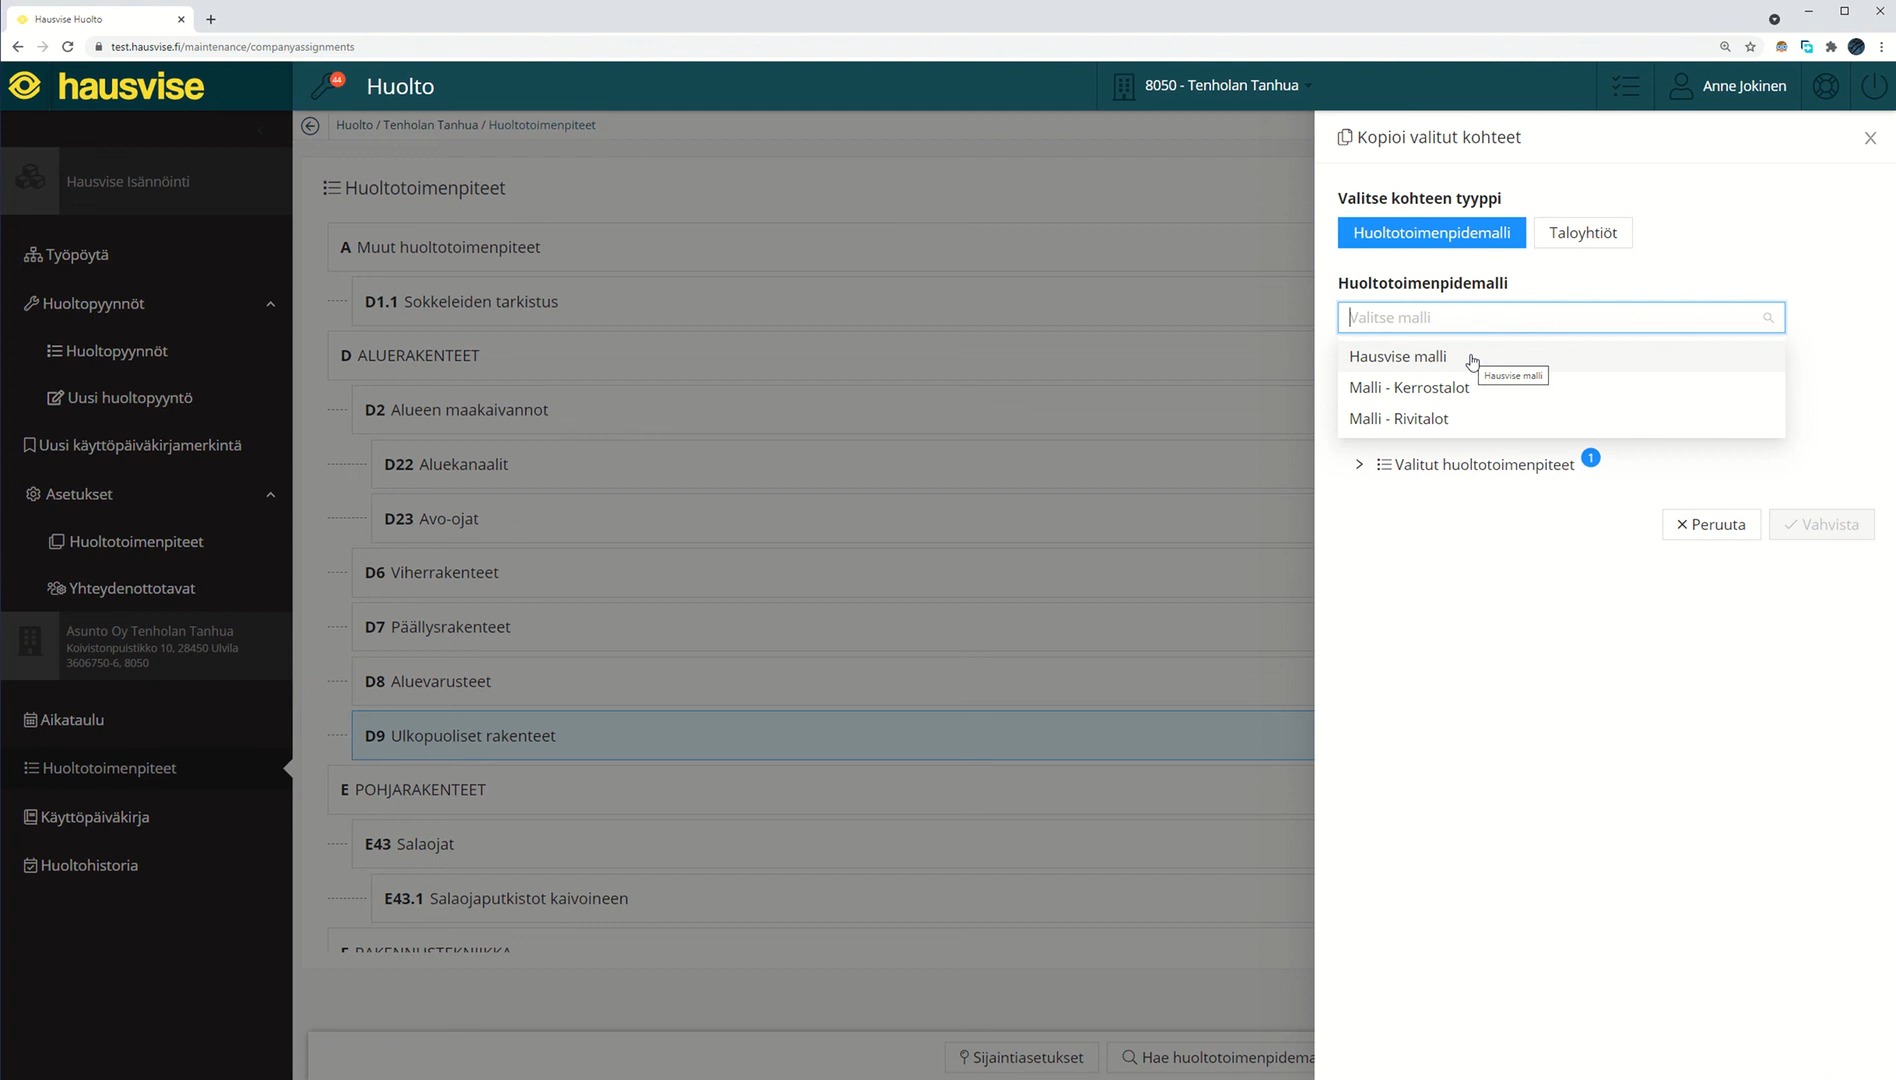 Hausvise Huolto
test.hausvise.fi/maintenance/companyassignments
hausvise
44
Huolto
8050 - Tenholan Tanhua
Anne Jokinen
Huolto / Tenholan Tanhua / Huoltotoimenpiteet
Hausvise Isännöinti
Työpöytä
Huoltopyynnöt
Huoltopyynnöt
Uusi huoltopyyntö
Uusi käyttöpäiväkirjamerkintä
Asetukset
Huoltotoimenpiteet
Yhteydenottotavat
Asunto Oy Tenholan Tanhua
Koivistonpuistikko 10, 28450 Ulvila
3606750-6, 8050
Aikataulu
Huoltotoimenpiteet
Käyttöpäiväkirja
Huoltohistoria
Huoltotoimenpiteet
A Muut huoltotoimenpiteet
D1.1 Sokkeleiden tarkistus
D ALUERAKENTEET
D2 Alueen maakaivannot
D22 Aluekanaalit
D23 Avo-ojat
D6 Viherrakenteet
D7 Päällysrakenteet
D8 Aluevarusteet
D9 Ulkopuoliset rakenteet
E POHJARAKENTEET
E43 Salaojat
E43.1 Salaojaputkistot kaivoineen
F RAKENNUSTEKNIIKKA
Sijaintiasetukset
Hae huoltotoimenpidema
Kopioi valitut kohteet
Valitse kohteen tyyppi
Huoltotoimenpidemalli
Taloyhtiöt
Huoltotoimenpidemalli
Valitse malli
Hausvise malli
Hausvise malli
Malli - Kerrostalot
Malli - Rivitalot
Valitut huoltotoimenpiteet 1
Peruuta
Vahvista